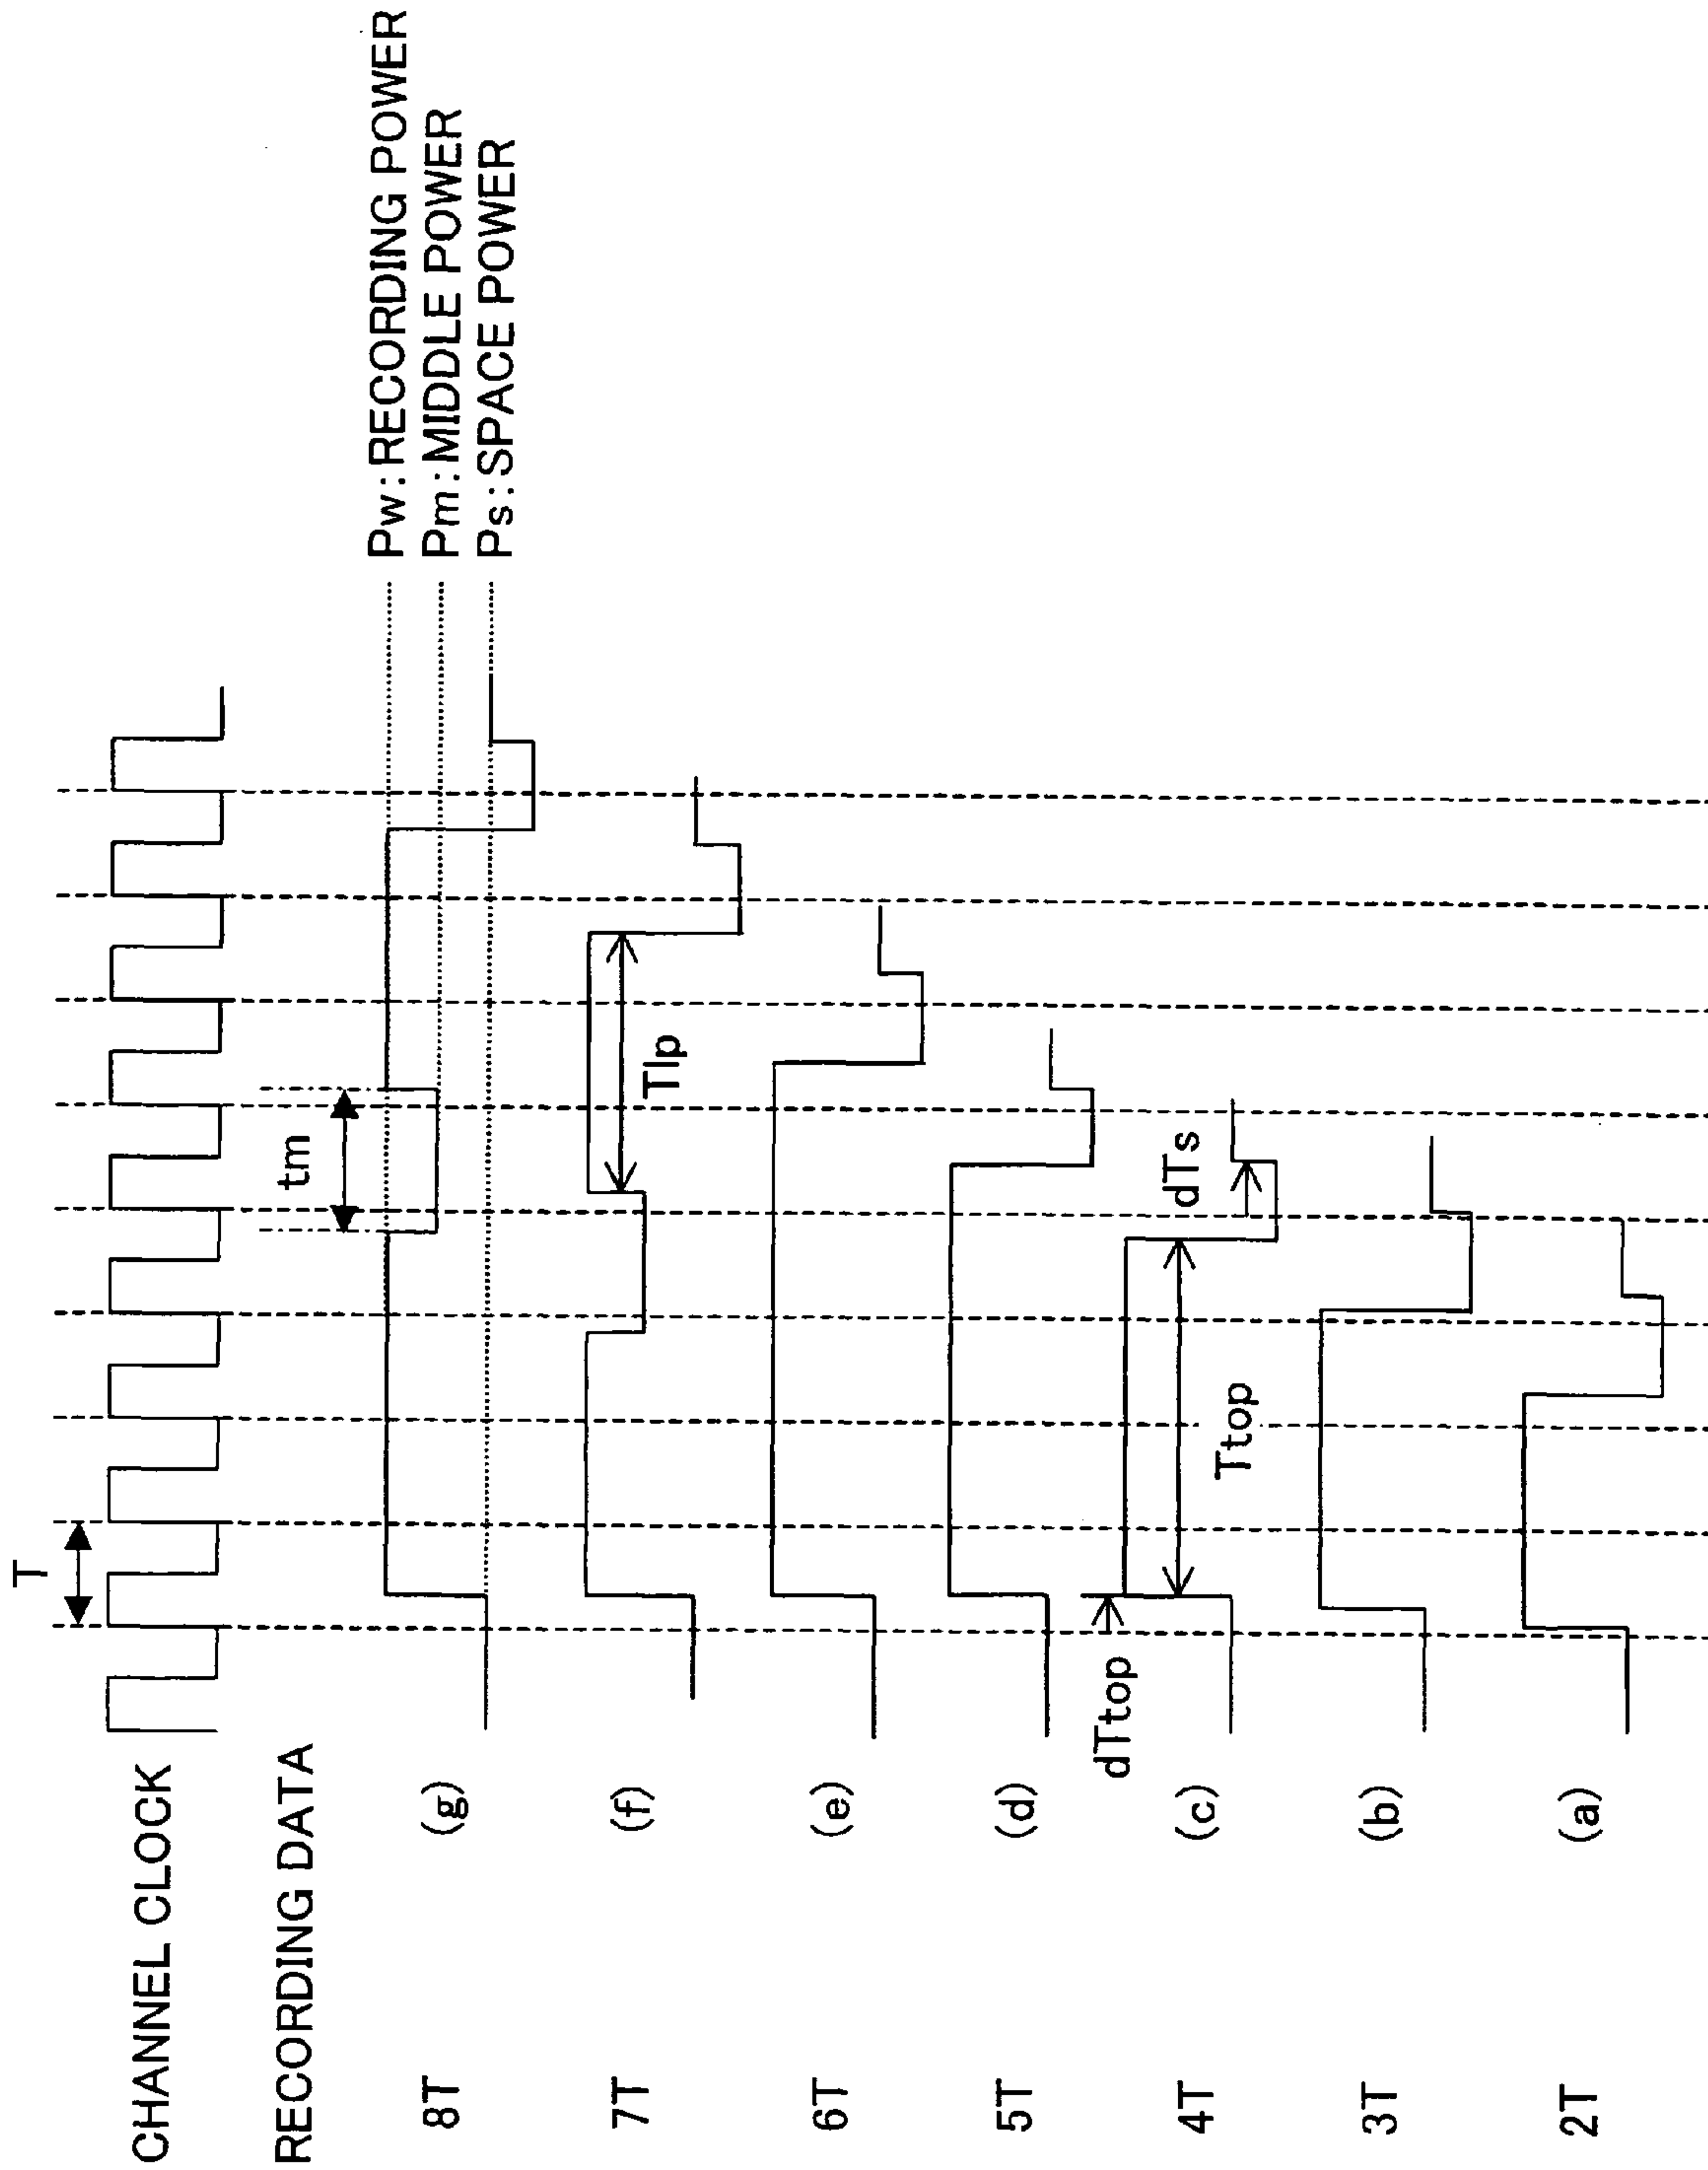 T
CHANNEL CLOCK
RECORDING DATA
tm
Pw:RECORDING POWER
Pm:MIDDLE POWER
Ps:SPACE POWER
8T (g)
7T (f)
Tlp
6T (e)
5T (d)
4T (c)
dTtop
Ttop
dTs
3T (b)
2T (a)